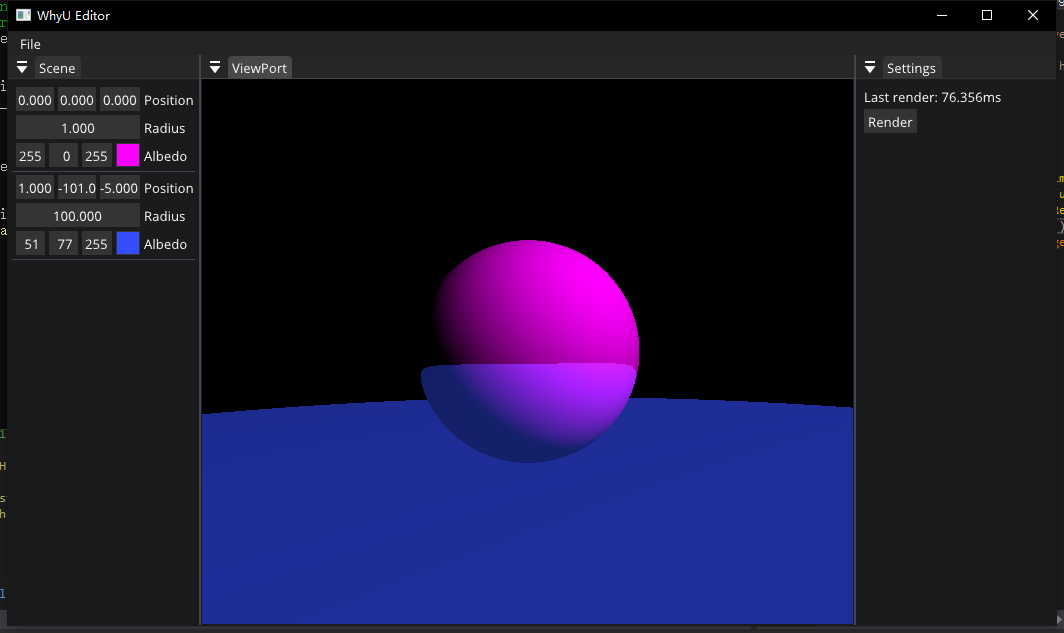 WhyU Editor
File
Scene
ViewPort
Settings
0.000 0.000 0.000 Position
1.000 Radius
255 0 255 Albedo
1.000 -101.0 -5.000 Position
100.000 Radius
51 77 255 Albedo
Last render: 76.356ms
Render